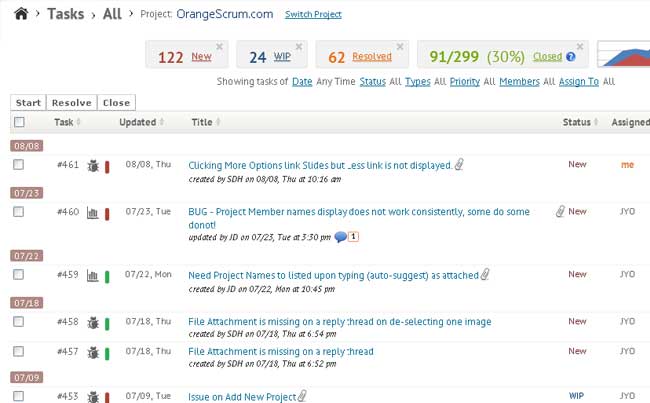 Tasks › All › Project: OrangeScrum.com Switch Project
122 New 24 WIP 62 Resolved 91/299 (30%) Closed
Showing tasks of Date Any Time Status All Types All Priority All Members All Assign To All
Start Resolve Close
Task Updated Title Status Assigned
08/08
#461 08/08, Thu Clicking More Options link Slides but Less link is not displayed. New me
created by SDH on 08/08, Thu at 10:16 am
07/23
#460 07/23, Tue BUG - Project Member names display does not work consistently, some do some New JYO
donot!
updated by JD on 07/23, Tue at 3:30 pm 1
07/22
#459 07/22, Mon Need Project Names to listed upon typing (auto-suggest) as attached New JYO
created by JD on 07/22, Mon at 10:45 pm
07/18
#458 07/18, Thu File Attachment is missing on a reply thread on de-selecting one image New JYO
created by SDH on 07/18, Thu at 6:54 pm
#457 07/18, Thu File Attachment is missing on a reply thread New JYO
created by SDH on 07/18, Thu at 6:52 pm
07/09
#453 07/09, Tue Issue on Add New Project WIP JYO